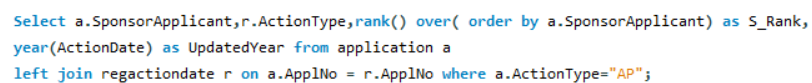 Select a.SponsorApplicant,r.ActionType,rank() over( order by a.SponsorApplicant) as S_Rank,
year(ActionDate) as UpdatedYear from application a
left join regactiondate r on a.ApplNo = r.ApplNo where a.ActionType="AP";